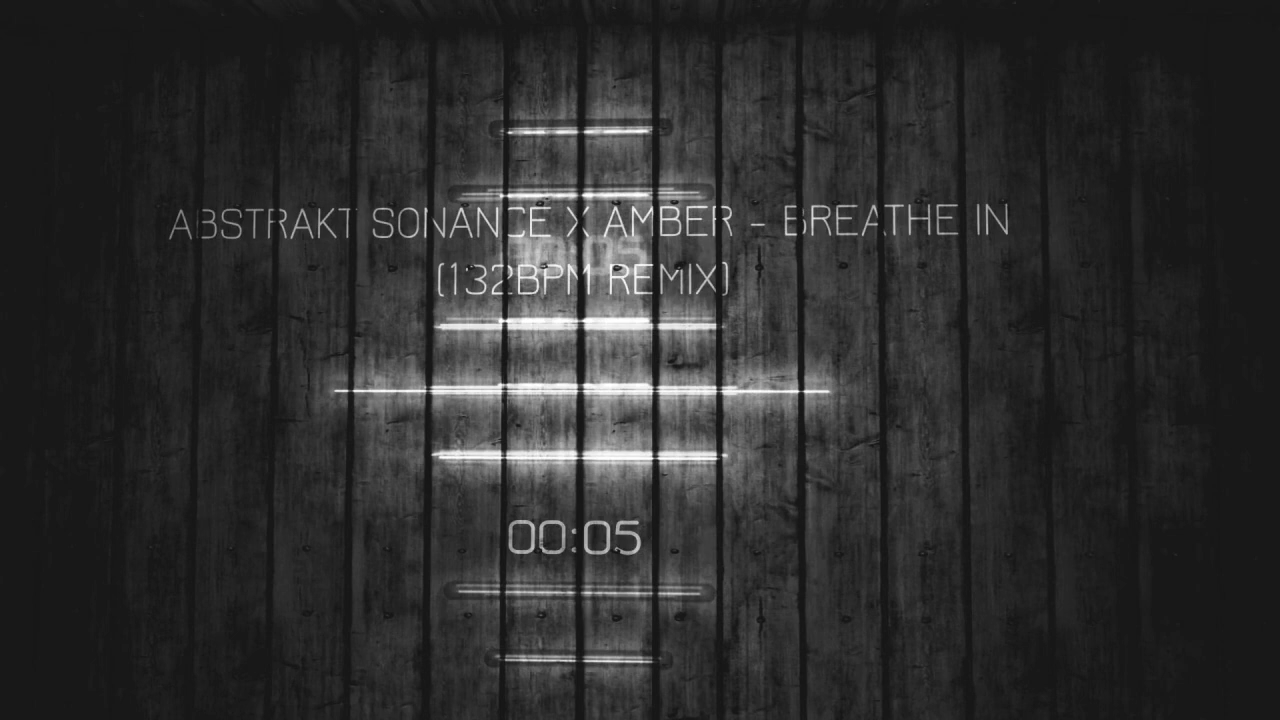 ABSTRAKT SONANCE X AMBER - BREATHE IN
(132BPM REMIX)
00:05